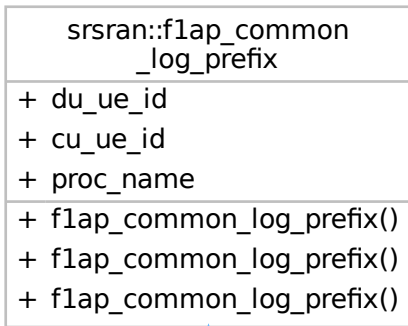 srsran::f1ap_common
_log_prefix
+ du_ue_id
+ cu_ue_id
+ proc_name
+ f1ap_common_log_prefix()
+ f1ap_common_log_prefix()
+ f1ap_common_log_prefix()